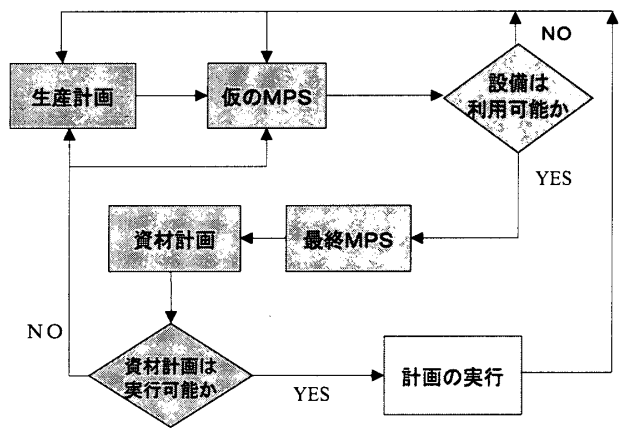 NO
生産計画
仮のMPS
設備は
利用可能か
YES
資材計画
最終MPS
NO
資材計画は
実行可能か
YES
計画の実行